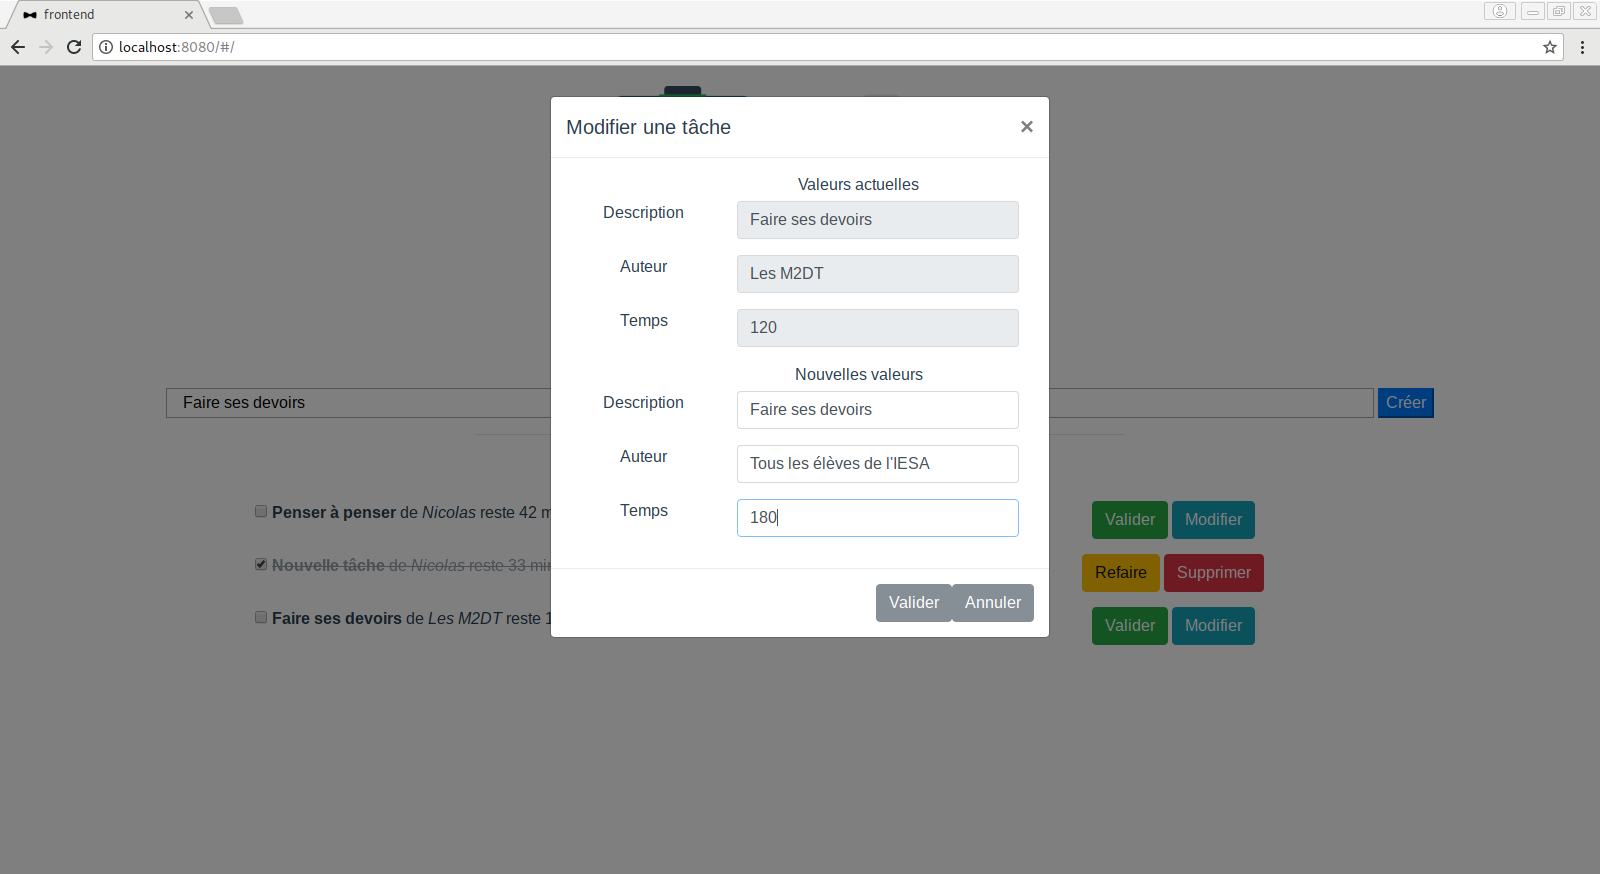 frontend
localhost:8080/#/
Modifier une tâche ×
Valeurs actuelles
Description Faire ses devoirs
Auteur Les M2DT
Temps 120
Nouvelles valeurs
Faire ses devoirs Créer
Description Faire ses devoirs
Auteur Tous les élèves de l'IESA
Temps 180
Penser à penser de Nicolas reste 42 Valider Modifier
Nouvelle tâche de Nicolas reste 33 Refaire Supprimer
Faire ses devoirs de Les M2DT reste Valider Modifier
Valider Annuler